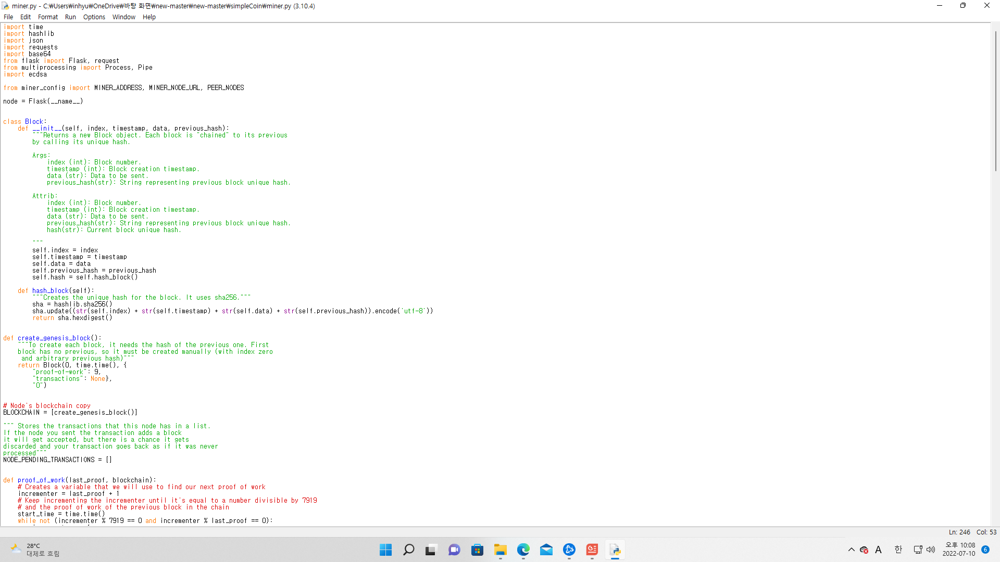 miner.py - C:₩Users₩inhyu₩OneDrive₩바탕 화면₩new-master₩new-master₩simpleCoin₩miner.py (3.10.4)
File Edit Format Run Options Window Help
import time
import hashlib
import json
import requests
import base64
from flask import Flask, request
from multiprocessing import Process, Pipe
import ecdsa

from miner_config import MINER_ADDRESS, MINER_NODE_URL, PEER_NODES

node = Flask(__name__)


class Block:
    def __init__(self, index, timestamp, data, previous_hash):
        """Returns a new Block object. Each block is "chained" to its previous
        by calling its unique hash.

        Args:
            index (int): Block number.
            timestamp (int): Block creation timestamp.
            data (str): Data to be sent.
            previous_hash(str): String representing previous block unique hash.

        Attrib:
            index (int): Block number.
            timestamp (int): Block creation timestamp.
            data (str): Data to be sent.
            previous_hash(str): String representing previous block unique hash.
            hash(str): Current block unique hash.

        """
        self.index = index
        self.timestamp = timestamp
        self.data = data
        self.previous_hash = previous_hash
        self.hash = self.hash_block()

    def hash_block(self):
        """Creates the unique hash for the block. It uses sha256."""
        sha = hashlib.sha256()
        sha.update((str(self.index) + str(self.timestamp) + str(self.data) + str(self.previous_hash)).encode('utf-8'))
        return sha.hexdigest()


def create_genesis_block():
    """To create each block, it needs the hash of the previous one. First
    block has no previous, so it must be created manually (with index zero
     and arbitrary previous hash)"""
    return Block(0, time.time(), {
        "proof-of-work": 9,
        "transactions": None},
        "0")


# Node's blockchain copy
BLOCKCHAIN = [create_genesis_block()]

""" Stores the transactions that this node has in a list.
If the node you sent the transaction adds a block
it will get accepted, but there is a chance it gets
discarded and your transaction goes back as if it was never
processed"""
NODE_PENDING_TRANSACTIONS = []


def proof_of_work(last_proof, blockchain):
    # Creates a variable that we will use to find our next proof of work
    incrementer = last_proof + 1
    # Keep incrementing the incrementer until it's equal to a number divisible by 7919
    # and the proof of work of the previous block in the chain
    start_time = time.time()
    while not (incrementer % 7919 == 0 and incrementer % last_proof == 0):
Ln: 246 Col: 53
28°C
대체로 흐림
A 한
오후 10:08
2022-07-10
6